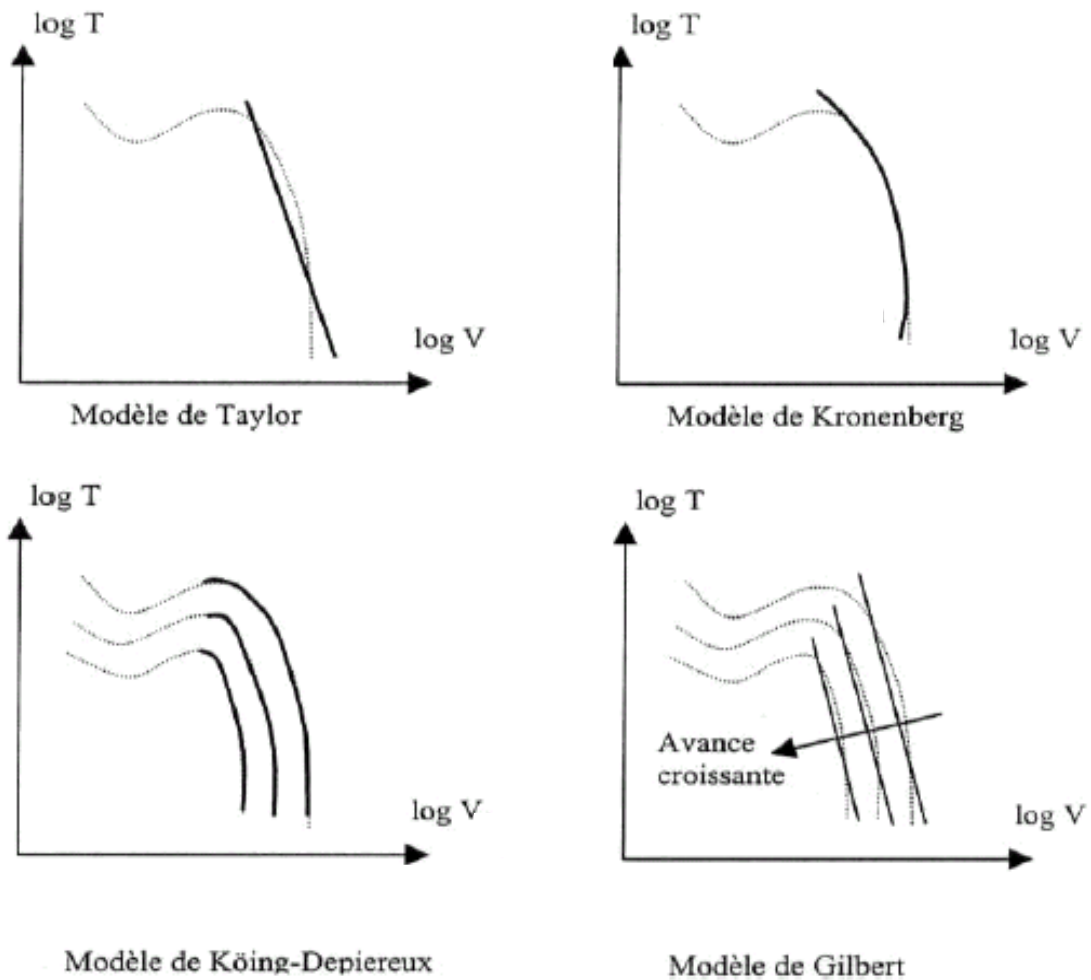 log T
log V
Modèle de Taylor
log T
log V
Modèle de Kronenberg
log T
log V
Modèle de Köing-Depiereux
log T
Avance
croissante
log V
Modèle de Gilbert